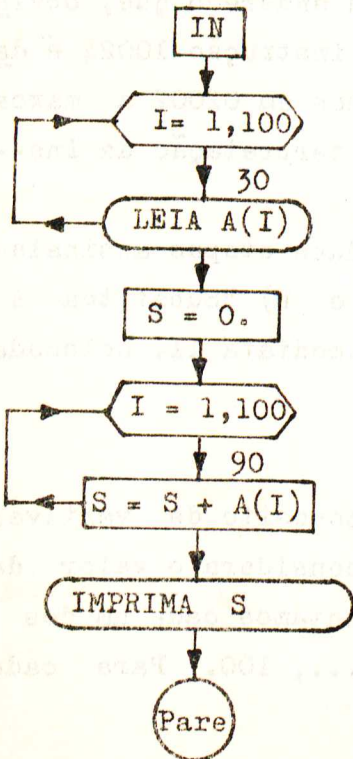 IN
I= 1,100
30
LEIA A(I)
S = 0.
I = 1,100
90
S = S + A(I)
IMPRIMA S
Pare